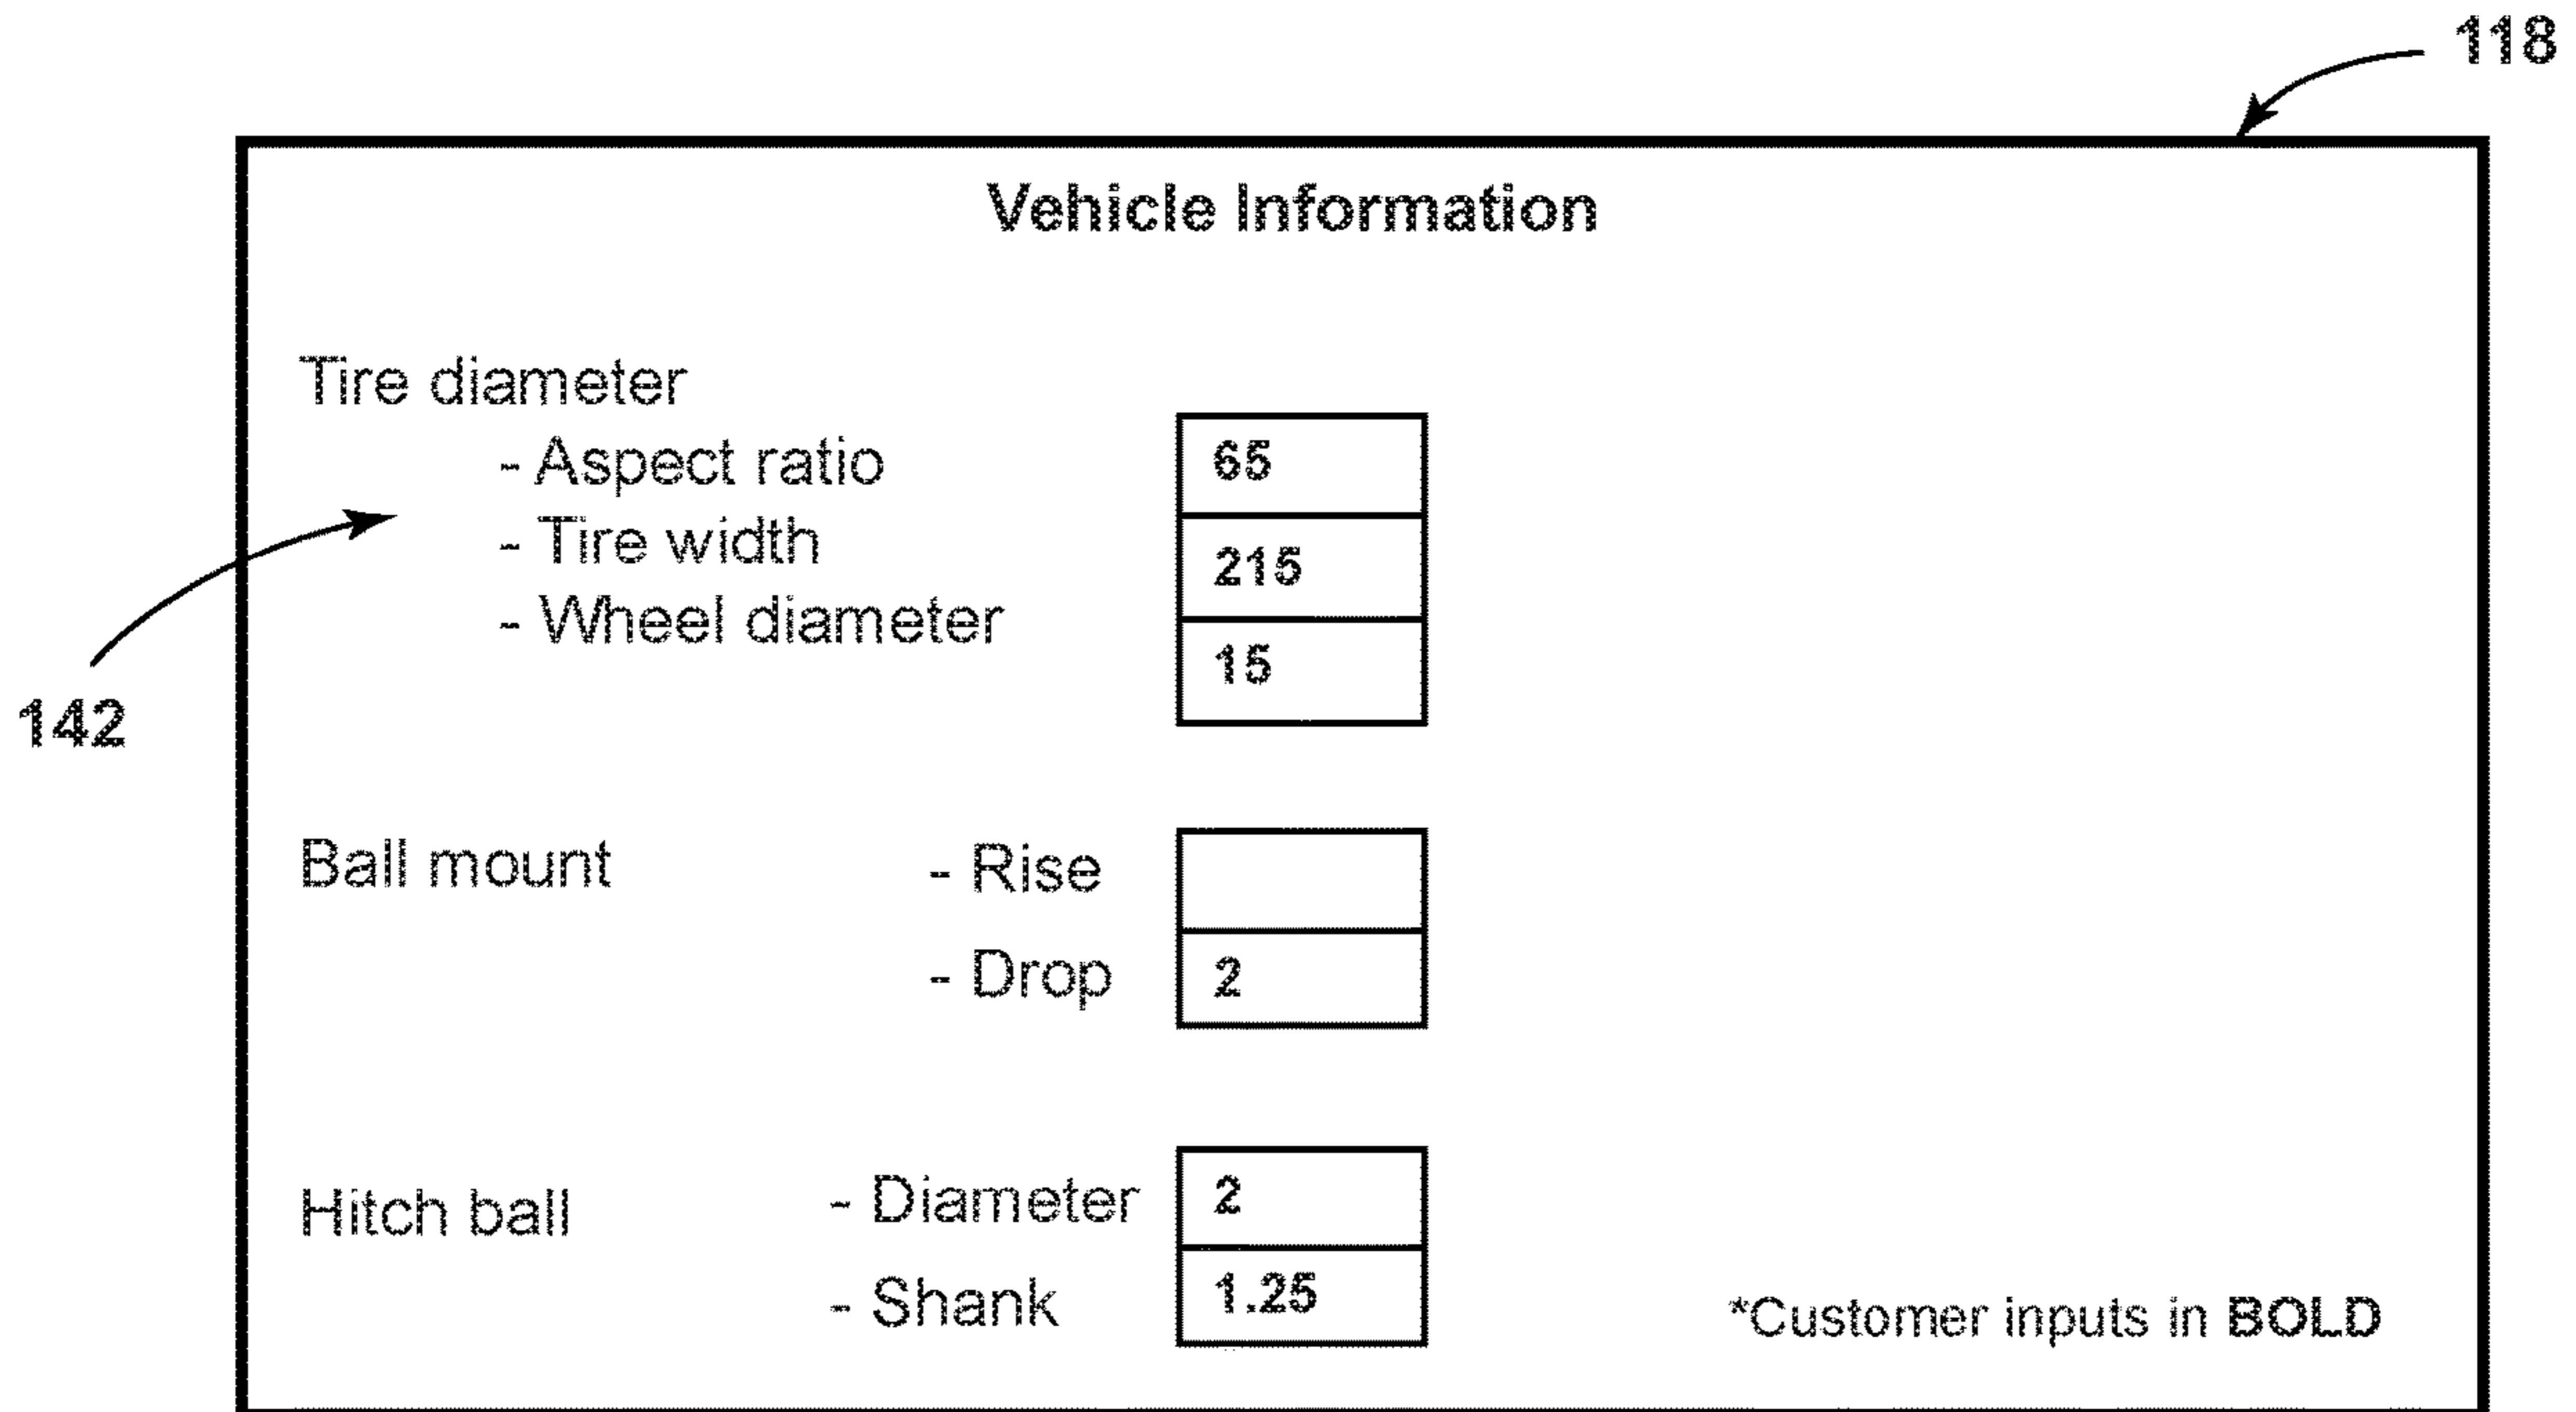 118
Vehicle Information
Tire diameter
- Aspect ratio 65
- Tire width 215
- Wheel diameter 15
142
Ball mount - Rise
- Drop 2
Hitch ball - Diameter 2
- Shank 1.25
*Customer inputs in BOLD